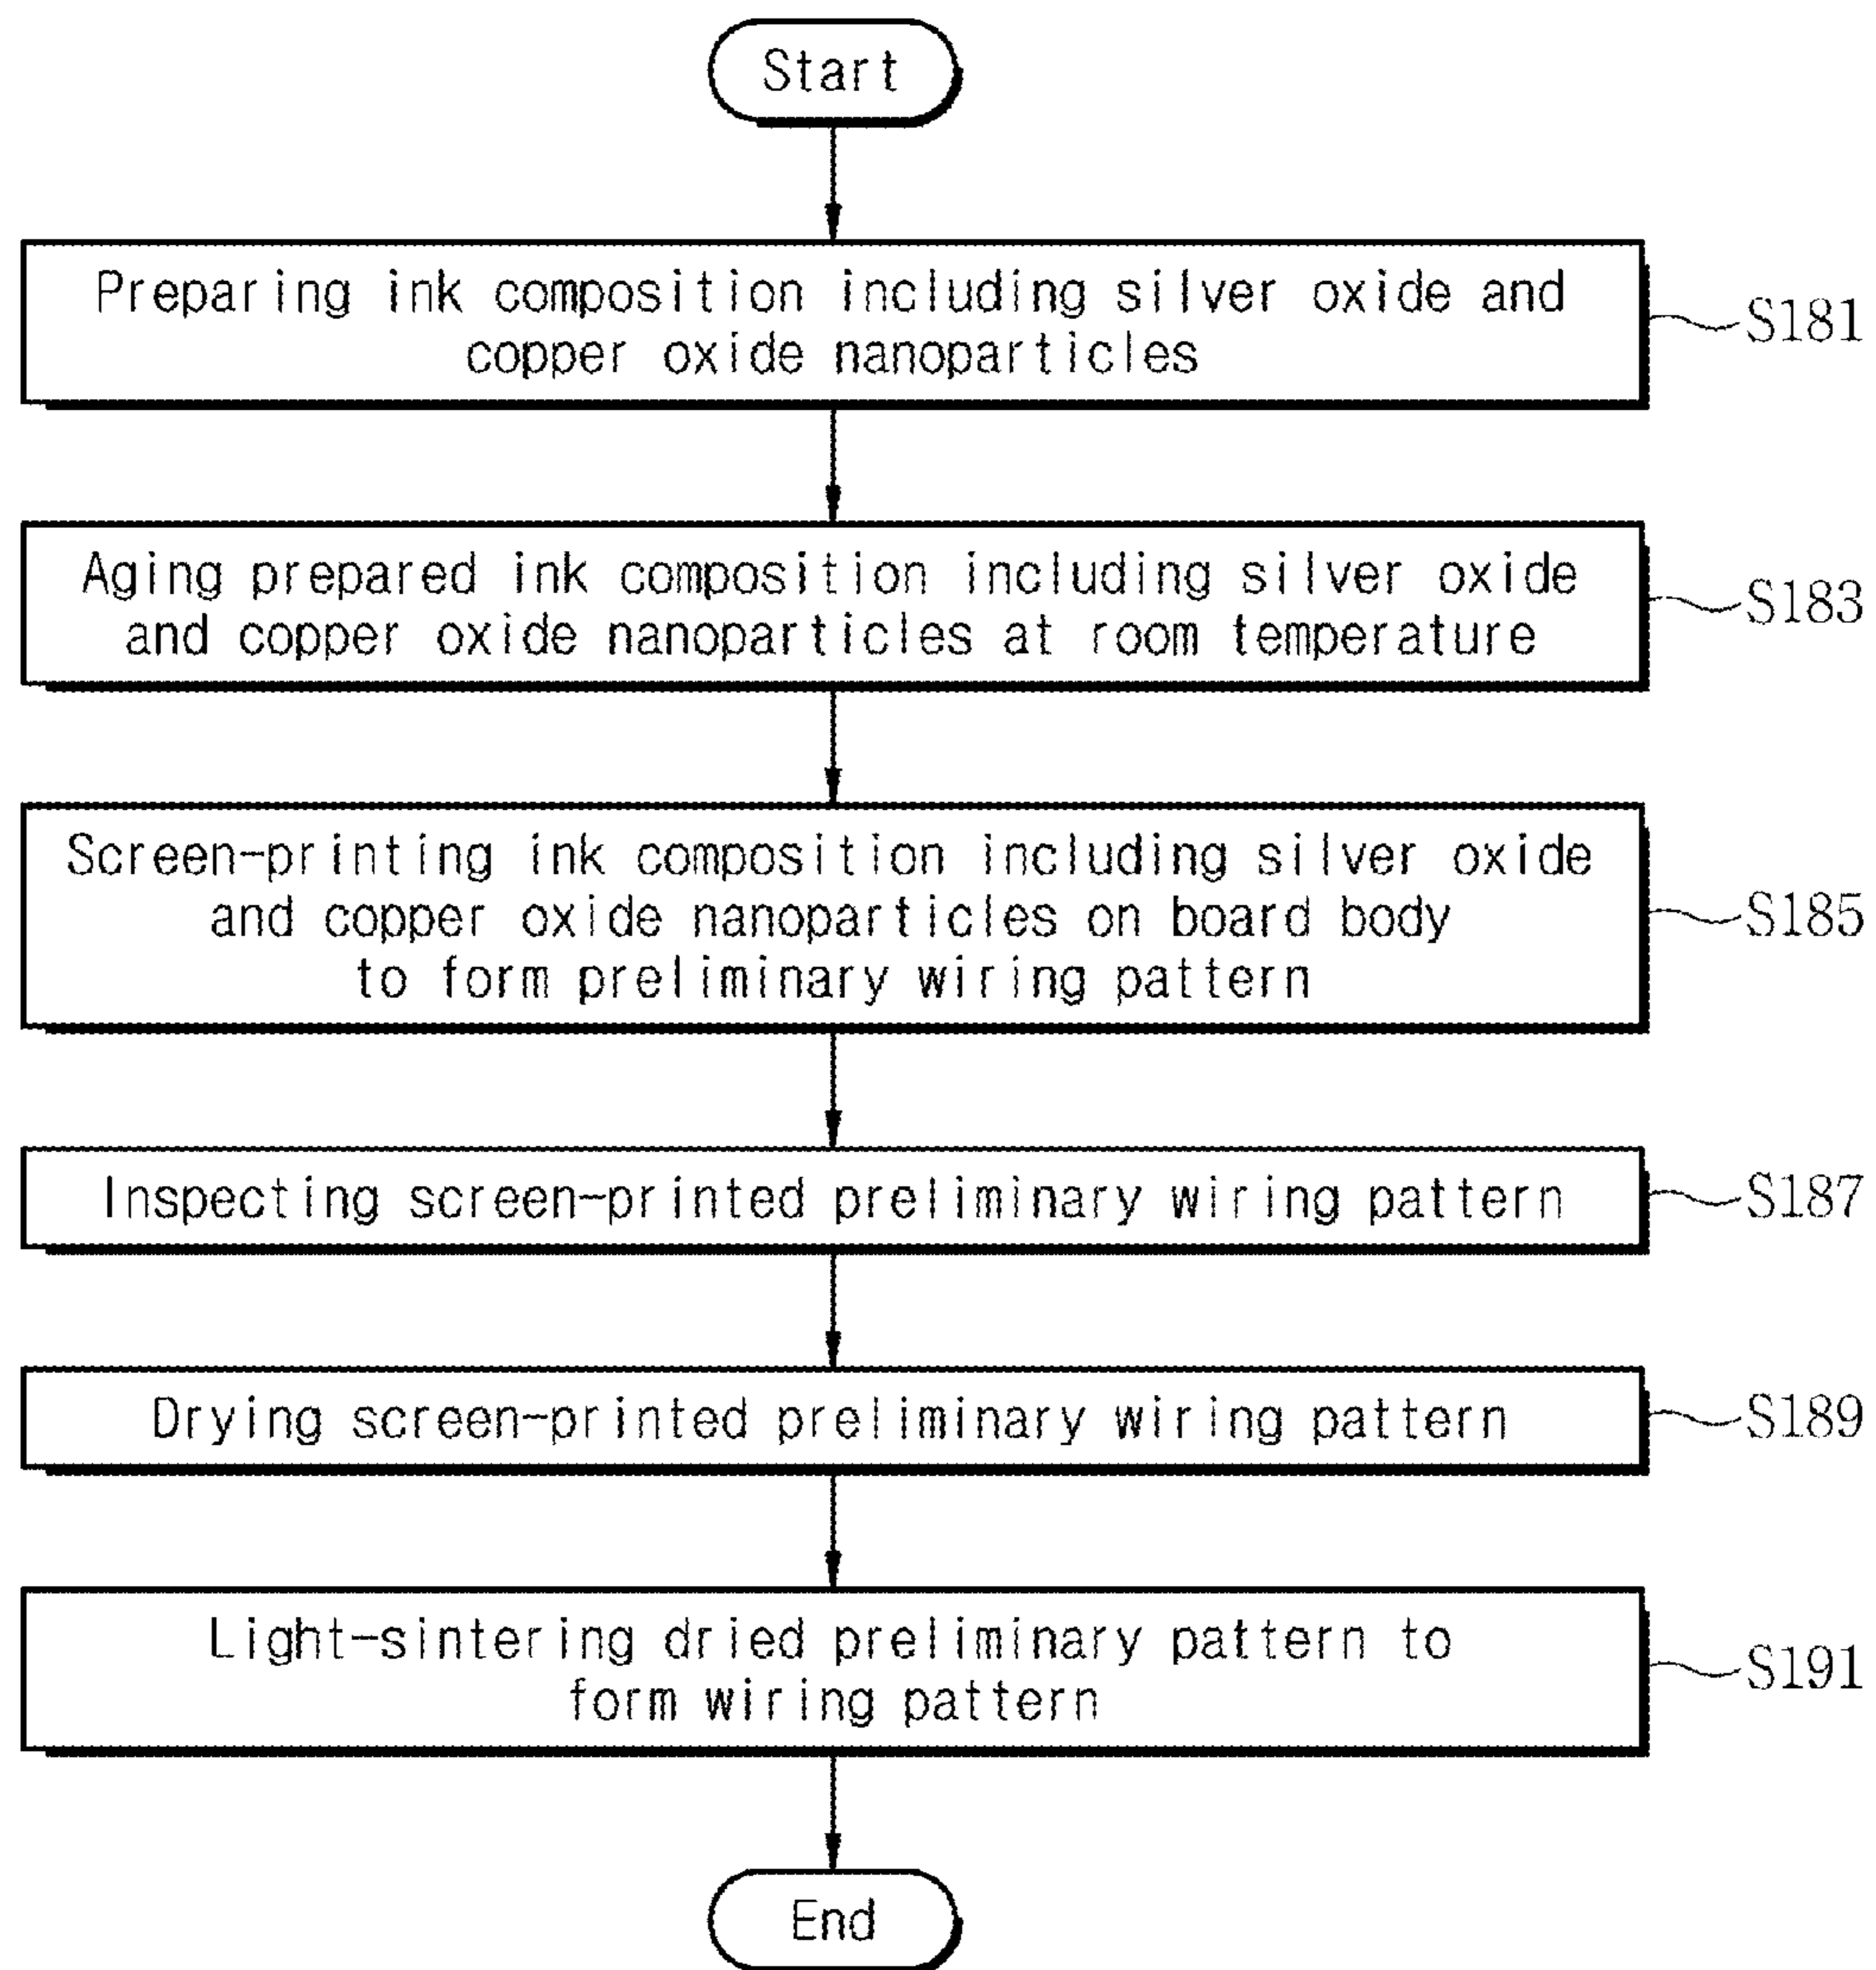 Start
Preparing ink composition including silver oxide and
copper oxide nanoparticles
S181
Aging prepared ink composition including silver oxide
and copper oxide nanoparticles at room temperature
S183
Screen-printing ink composition including silver oxide
and copper oxide nanoparticles on board body
to form preliminary wiring pattern
S185
Inspecting screen-printed preliminary wiring pattern
S187
Drying screen-printed preliminary wiring pattern
S189
Light-sintering dried preliminary pattern to
form wiring pattern
S191
End